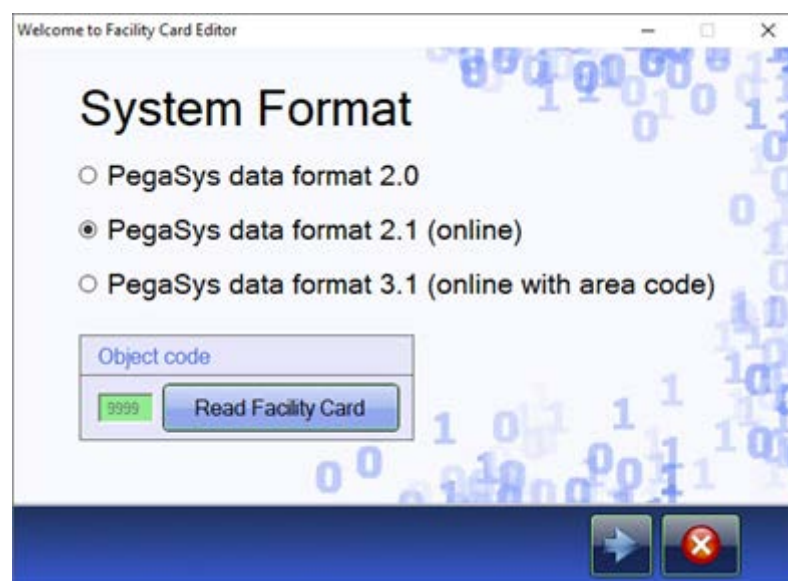 Welcome to Facility Card Editor
System Format
PegaSys data format 2.0
PegaSys data format 2.1 (online)
PegaSys data format 3.1 (online with area code)
Object code
9999 Read Facility Card